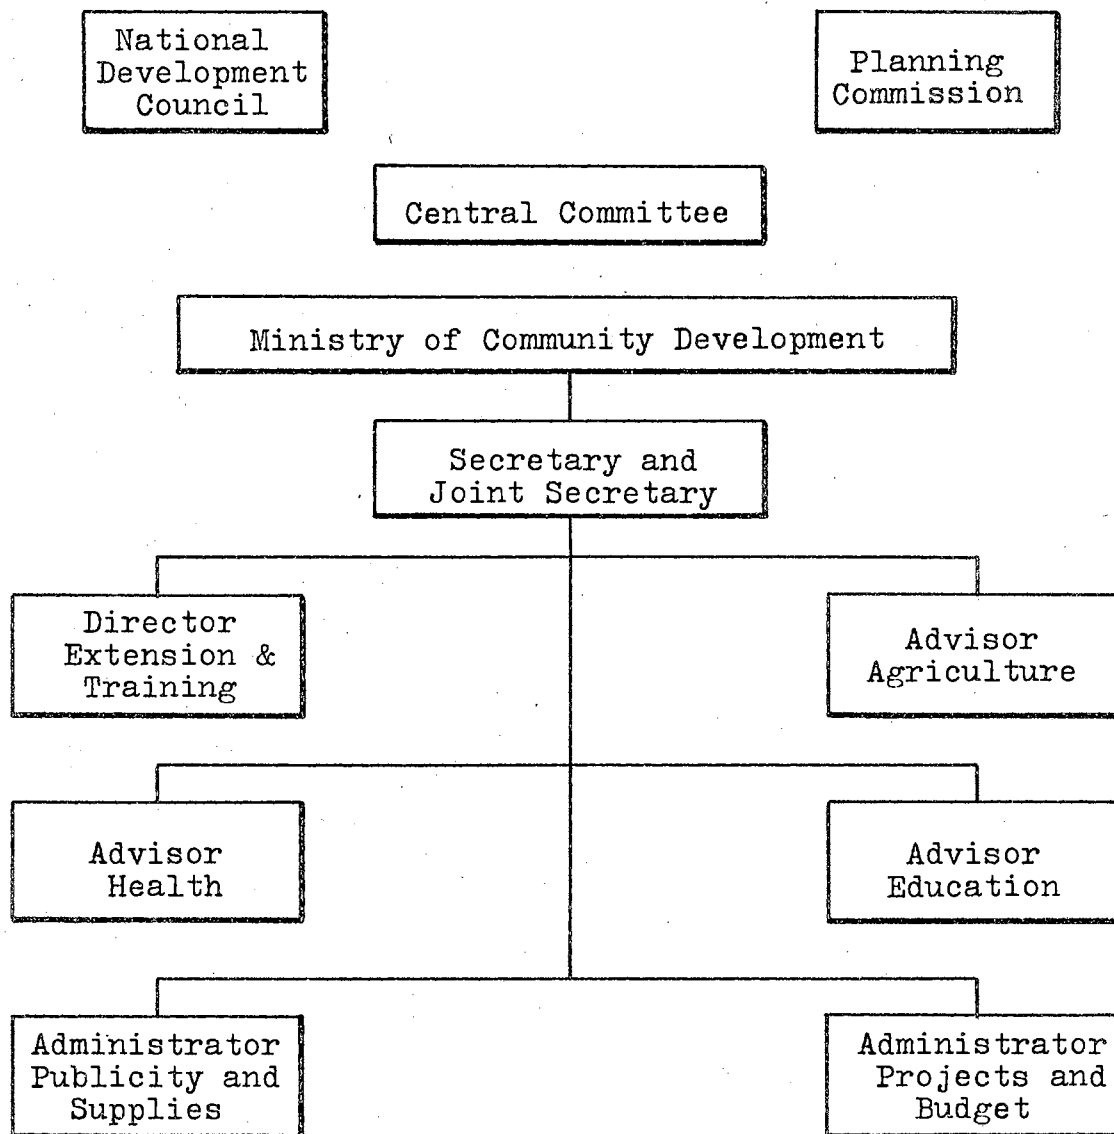 National
Development
Council
Planning
Commission
Central Committee
Ministry of Community Development
Secretary and
Joint Secretary
Director
Extension &
Training
Advisor
Agriculture
Advisor
Health
Advisor
Education
Administrator
Publicity and
Supplies
Administrator
Projects and
Budget